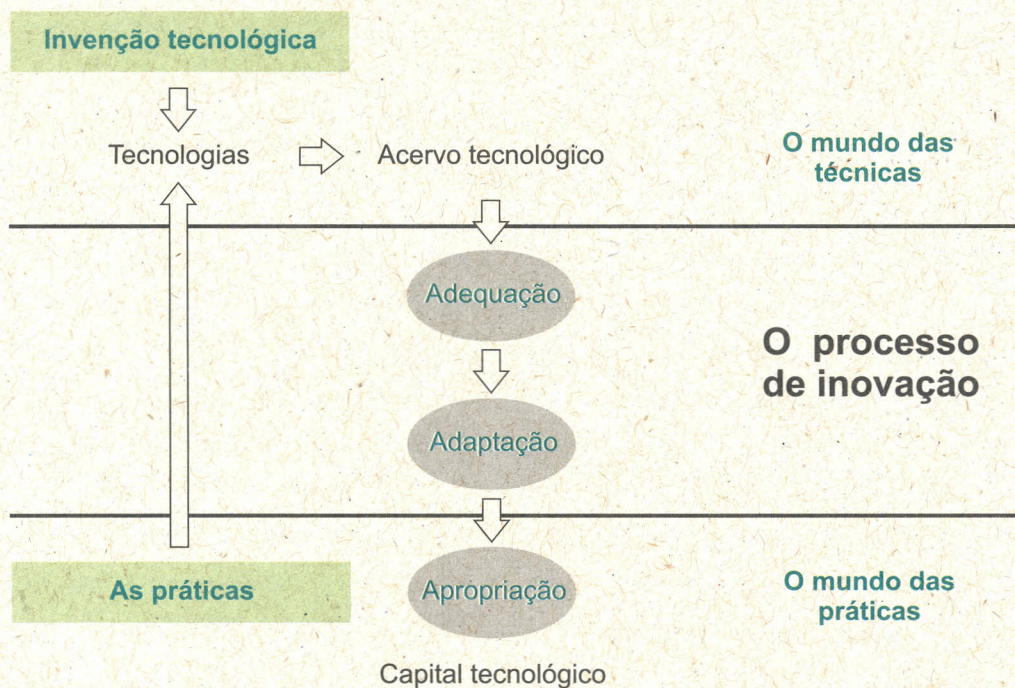 Invenção tecnológica
Tecnologias
Acervo tecnológico
O mundo das
técnicas
Adequação
O processo
de inovação
Adaptação
As práticas
Apropriação
O mundo das
práticas
Capital tecnológico